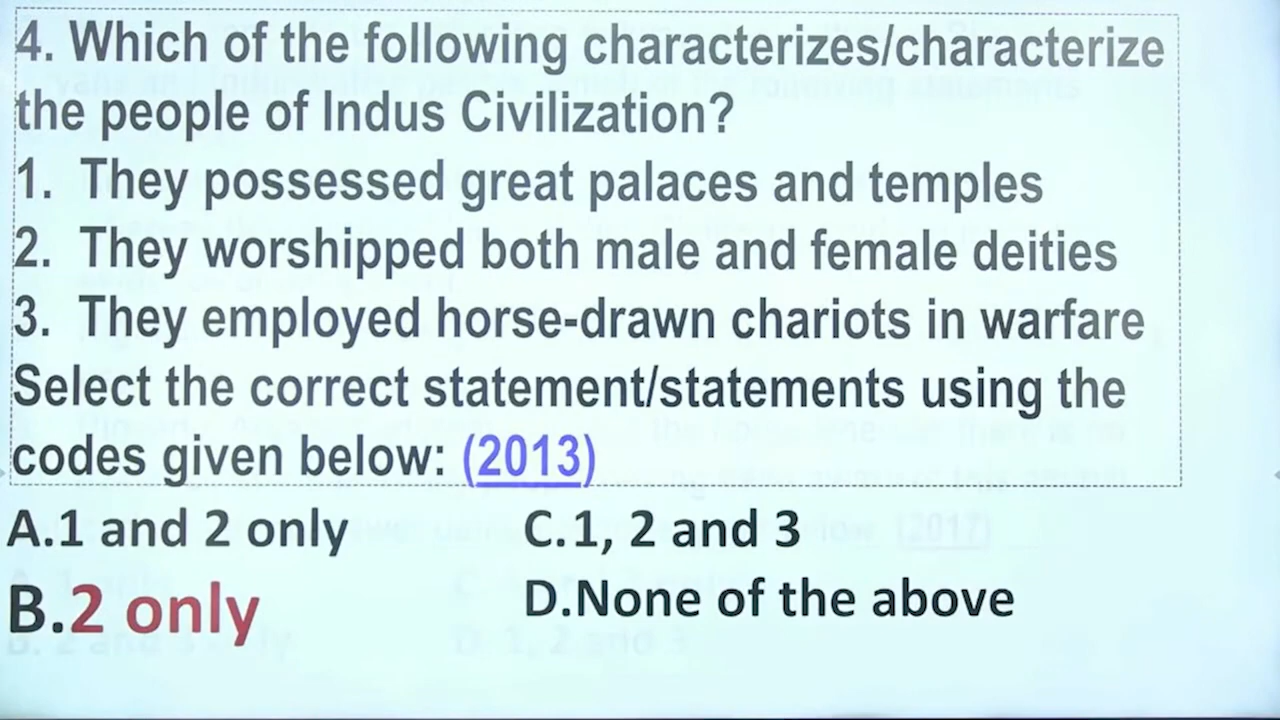 4. Which of the following characterizes/characterize
the people of Indus Civilization?
1. They possessed great palaces and temples
2. They worshipped both male and female deities
3. They employed horse-drawn chariots in warfare
Select the correct statement/statements using the
codes given below: (2013)
A.1 and 2 only
C.1, 2 and 3
B.2 only
D.None of the above